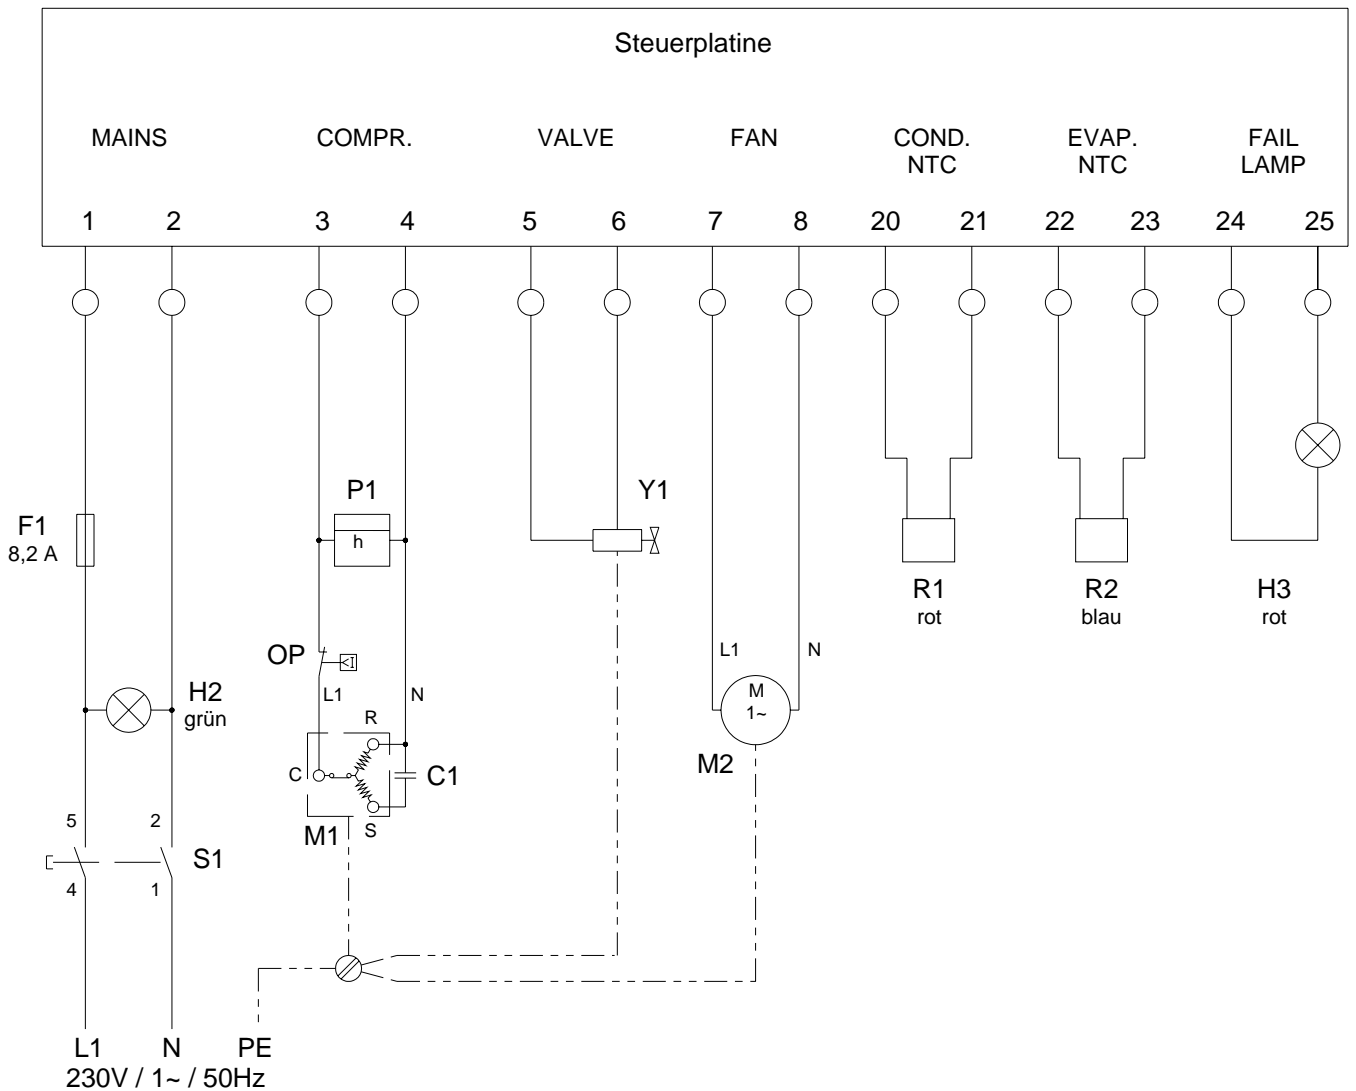 Steuerplatine
MAINS COMPR. VALVE FAN COND. EVAP. FAIL
NTC NTC LAMP
1 2 3 4 5 6 7 8 20 21 22 23 24 25
P1 Y1
F1
8,2 A
h
R1 R2 H3
rot blau rot
OP
L1 N
L1 N
H2
grün
M
1~
R
M2
C C1
5 2
M1 S
S1
4 1
L1 N PE
230V / 1~ / 50Hz